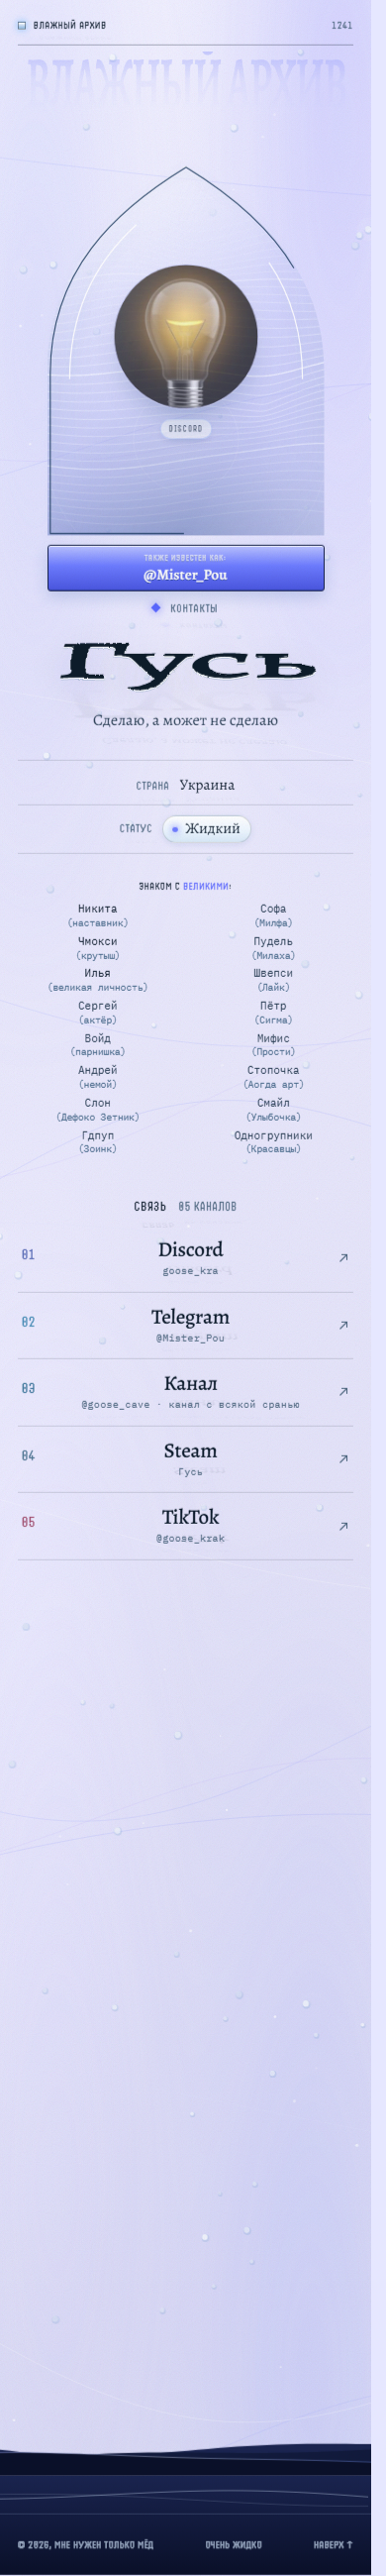 ВЛАЖНЫЙ АРХИВ
1241
ВЛАЖНЫЙ АРХИВ
DISCORD
ТАКЖЕ ИЗВЕСТЕН КАК:
@Mister_Pou
КОНТАКТЫ
Гусь
Сделаю, а может не сделаю
СТРАНА Украина
СТАТУС Жидкий
ЗНАКОМ С ВЕЛИКИМИ:
Никита
(наставник)
Чмокси
(крутыш)
Илья
(великая личность)
Сергей
(актёр)
Войд
(парнишка)
Андрей
(немой)
Слон
(Дефоко Зетник)
Гдпуп
(Зоинк)
Софа
(Милфа)
Пудель
(Милаха)
Швепси
(Лайк)
Пётр
(Сигма)
Мифис
(Прости)
Стопочка
(Аогда арт)
Смайл
(Улыбочка)
Одногрупники
(Красавцы)
СВЯЗЬ 05 КАНАЛОВ
01
Discord
goose_kra
↗
02
Telegram
@Mister_Pou
↗
03
Канал
@goose_cave · канал с всякой сранью
↗
04
Steam
Гусь
↗
05
TikTok
@goose_krak
↗
© 2026, МНЕ НУЖЕН ТОЛЬКО МЁД
ОЧЕНЬ ЖИДКО
НАВЕРХ ↑